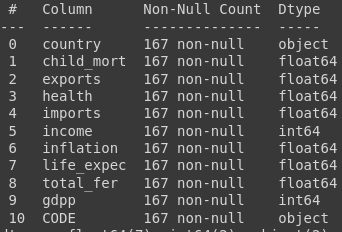 #   Column      Non-Null Count  Dtype
---  ------      --------------  -----
0   country     167 non-null    object
1   child_mort  167 non-null    float64
2   exports     167 non-null    float64
3   health      167 non-null    float64
4   imports     167 non-null    float64
5   income      167 non-null    int64
6   inflation   167 non-null    float64
7   life_expec  167 non-null    float64
8   total_fer   167 non-null    float64
9   gdpp        167 non-null    int64
10  CODE        167 non-null    object